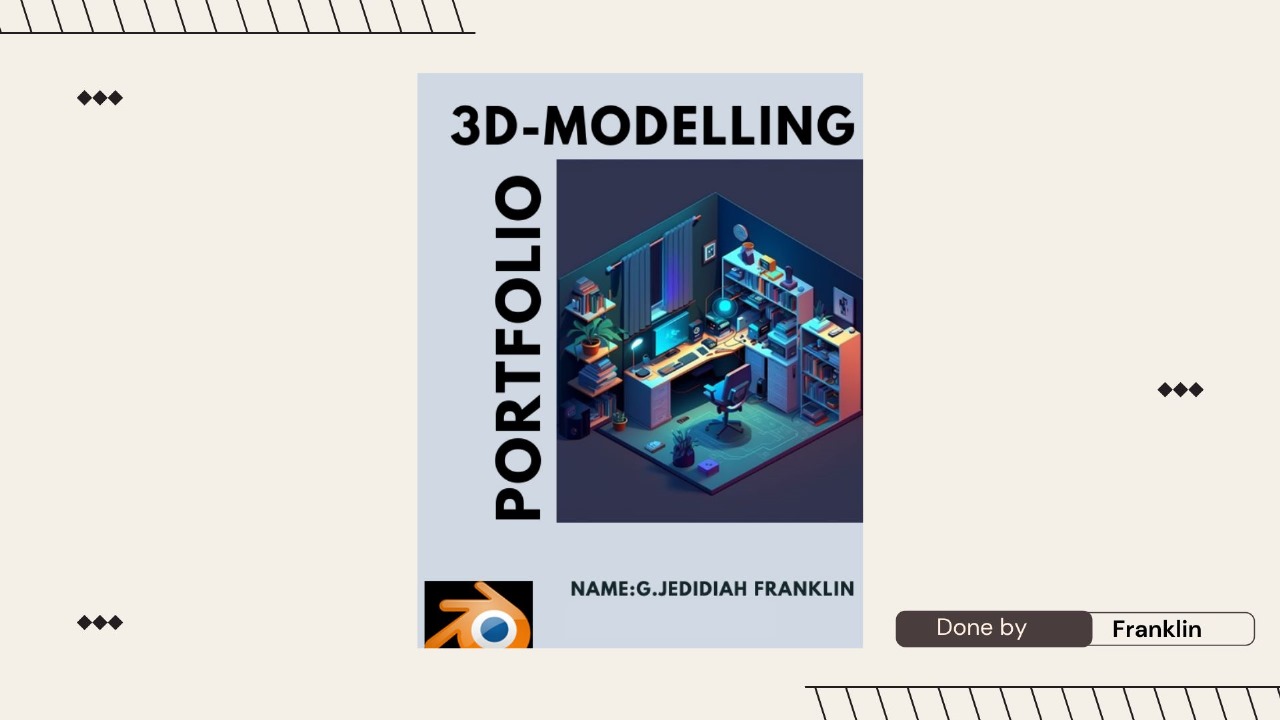 3D-MODELLING
PORTFOLIO
NAME:G.JEDIDIAH FRANKLIN
Done by
Franklin